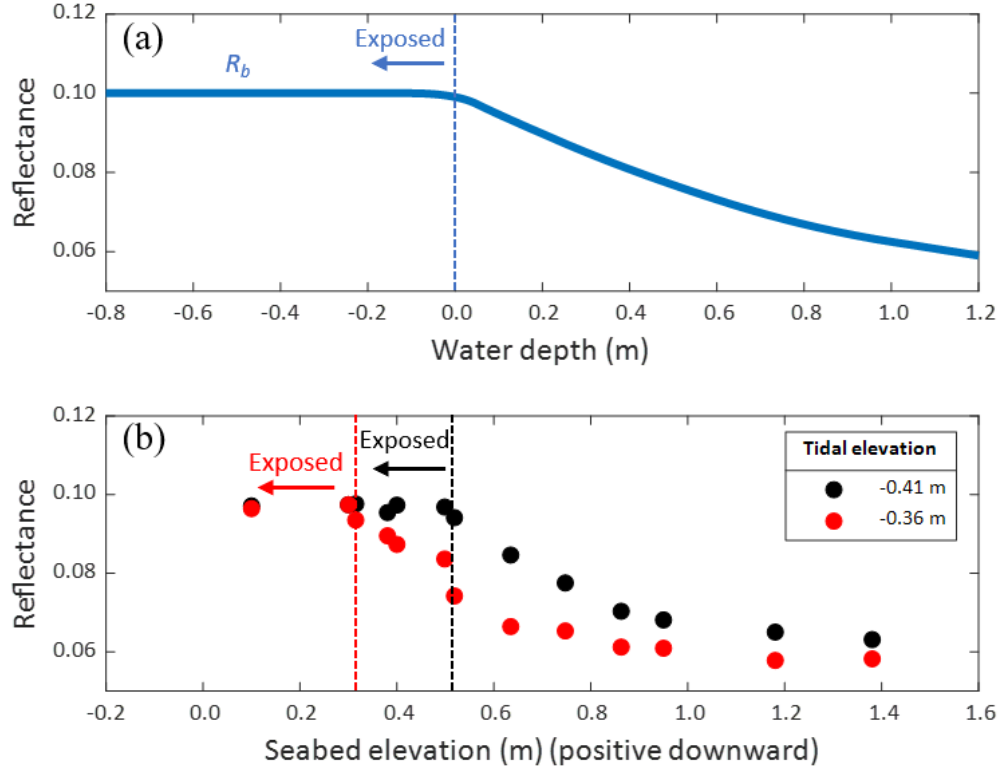 (a)
Exposed
R_b
0.12
0.10
0.08
0.06
Reflectance
-0.8 -0.6 -0.4 -0.2 0.0 0.2 0.4 0.6 0.8 1.0 1.2
Water depth (m)
(b)
Exposed
Exposed
Tidal elevation
-0.41 m
-0.36 m
0.12
0.10
0.08
0.06
Reflectance
-0.2 0.0 0.2 0.4 0.6 0.8 1.0 1.2 1.4 1.6
Seabed elevation (m) (positive downward)